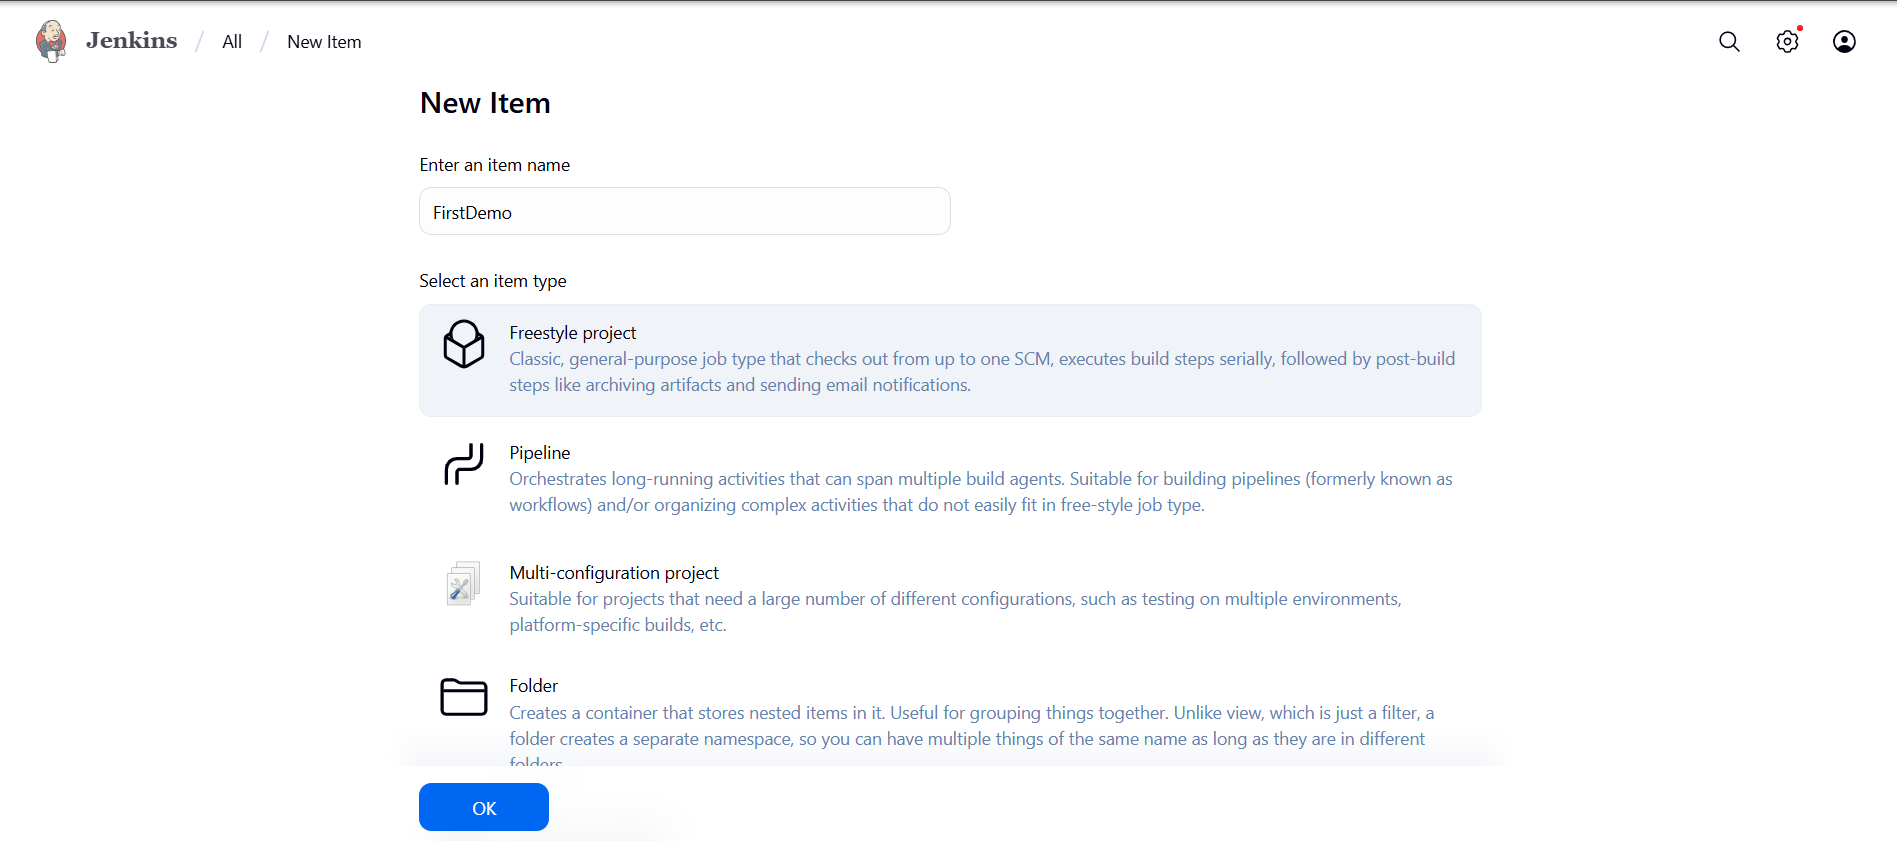 Jenkins / All / New Item
New Item
Enter an item name
FirstDemo
Select an item type
Freestyle project
Classic, general-purpose job type that checks out from up to one SCM, executes build steps serially, followed by post-build
steps like archiving artifacts and sending email notifications.
Pipeline
Orchestrates long-running activities that can span multiple build agents. Suitable for building pipelines (formerly known as
workflows) and/or organizing complex activities that do not easily fit in free-style job type.
Multi-configuration project
Suitable for projects that need a large number of different configurations, such as testing on multiple environments,
platform-specific builds, etc.
Folder
Creates a container that stores nested items in it. Useful for grouping things together. Unlike view, which is just a filter, a
folder creates a separate namespace, so you can have multiple things of the same name as long as they are in different
folders.
OK